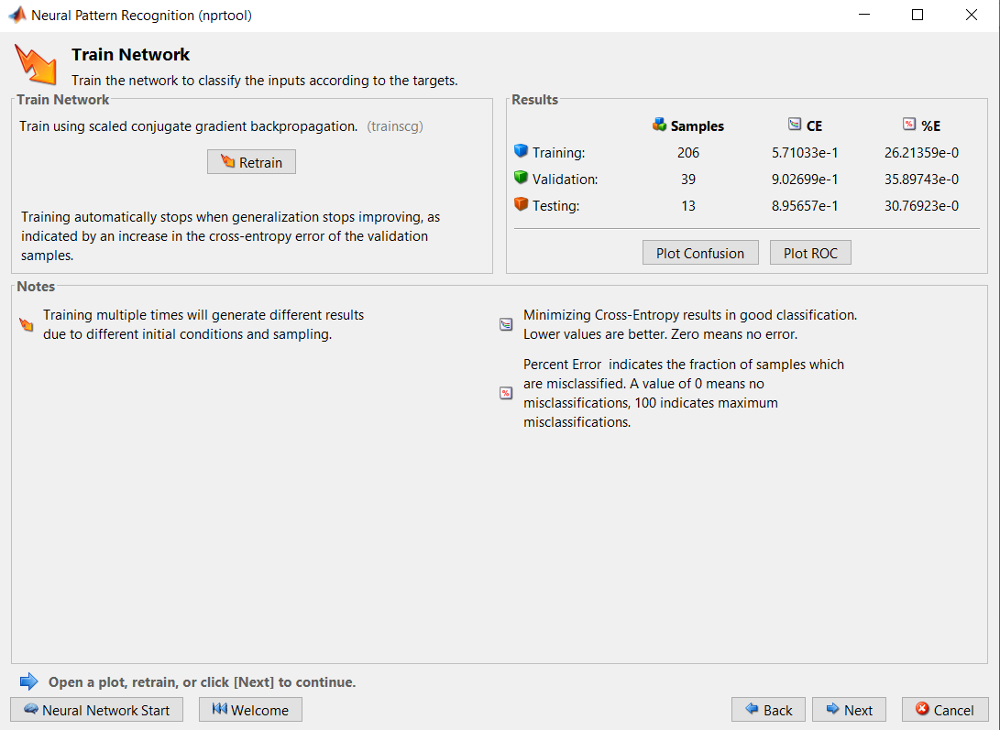 Neural Pattern Recognition (nprtool)
Train Network
Train the network to classify the inputs according to the targets.
Train Network
Train using scaled conjugate gradient backpropagation. (trainscg)
Retrain
Training automatically stops when generalization stops improving, as
indicated by an increase in the cross-entropy error of the validation
samples.
Results
Samples CE %E
Training: 206 5.71033e-1 26.21359e-0
Validation: 39 9.02699e-1 35.89743e-0
Testing: 13 8.95657e-1 30.76923e-0
Plot Confusion Plot ROC
Notes
Training multiple times will generate different results
due to different initial conditions and sampling.
Minimizing Cross-Entropy results in good classification.
Lower values are better. Zero means no error.
% Percent Error indicates the fraction of samples which
are misclassified. A value of 0 means no
misclassifications, 100 indicates maximum
misclassifications.
Open a plot, retrain, or click [Next] to continue.
Neural Network Start Welcome Back Next Cancel